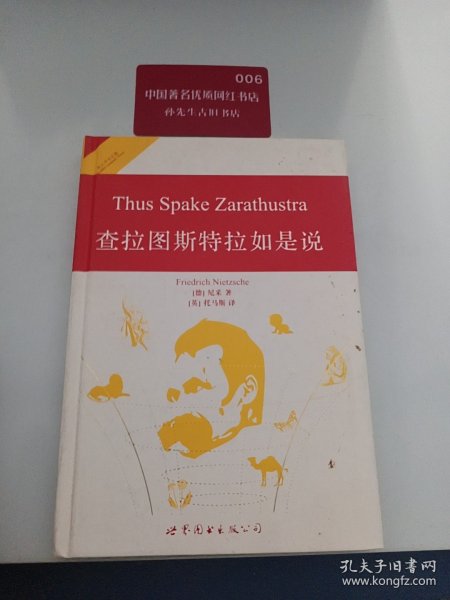 006
中国著名优质网红书店
孙先生古旧书店
Thus Spake Zarathustra
查拉图斯特拉如是说
Friedrich Nietzsche
[德] 尼采 著
[英] 托马斯 译
世界图书出版公司
孔夫子旧书网
www.kongfz.com